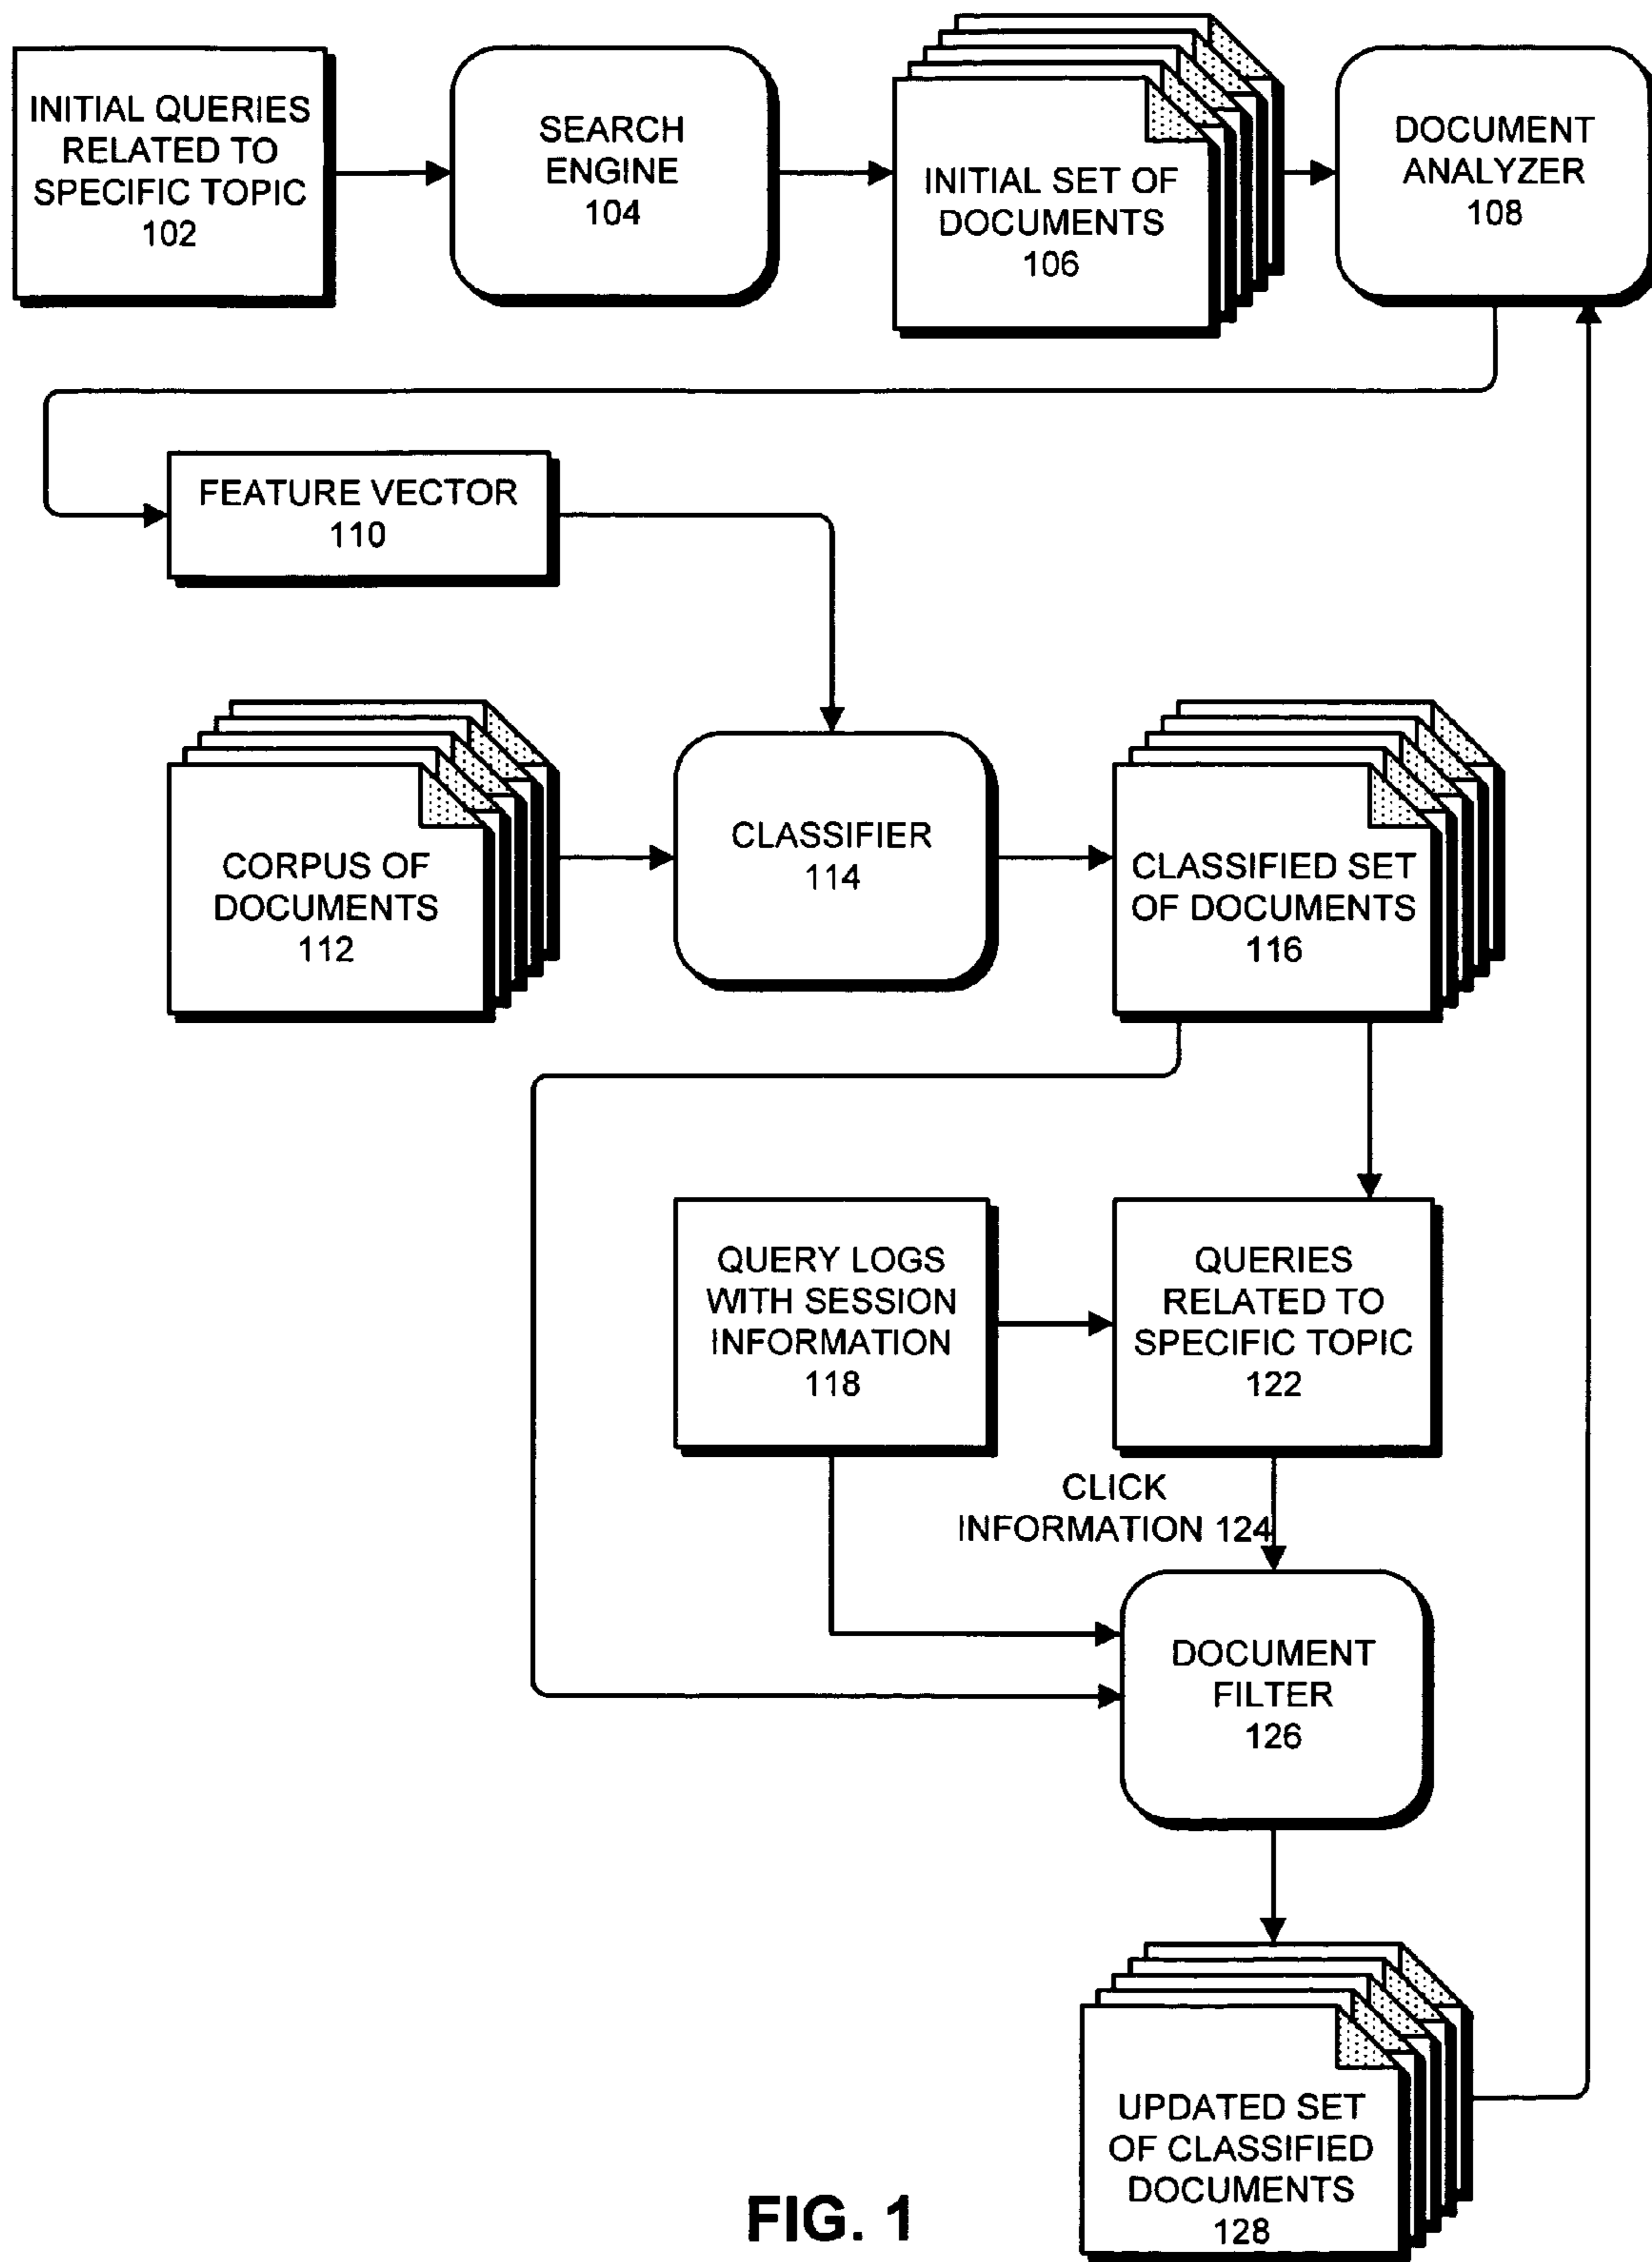 INITIAL QUERIES
RELATED TO
SPECIFIC TOPIC
102
SEARCH
ENGINE
104
INITIAL SET OF
DOCUMENTS
106
DOCUMENT
ANALYZER
108
FEATURE VECTOR
110
CORPUS OF
DOCUMENTS
112
CLASSIFIER
114
CLASSIFIED SET
OF DOCUMENTS
116
QUERY LOGS
WITH SESSION
INFORMATION
118
QUERIES
RELATED TO
SPECIFIC TOPIC
122
CLICK
INFORMATION 124
DOCUMENT
FILTER
126
UPDATED SET
OF CLASSIFIED
DOCUMENTS
128
FIG. 1